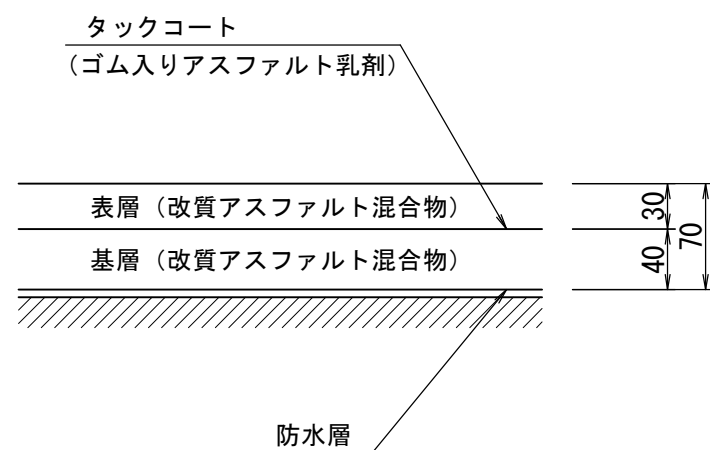 タックコート
（ゴム入りアスファルト乳剤）
表層（改質アスファルト混合物）
30
基層（改質アスファルト混合物）
40
70
防水層